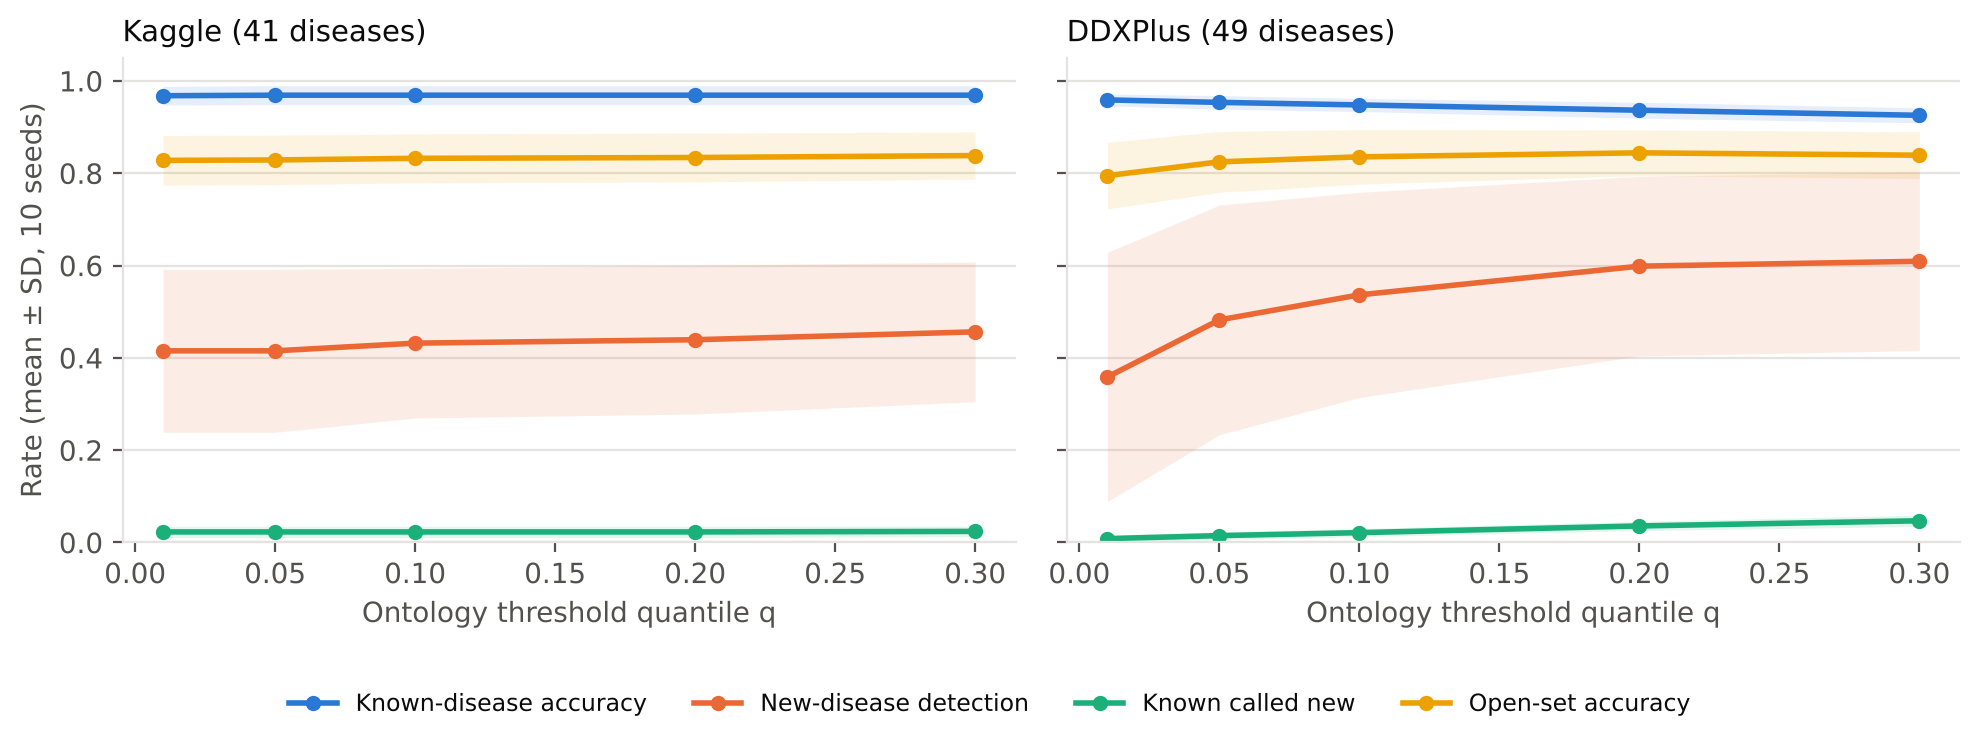 Kaggle (41 diseases)
DDXPlus (49 diseases)
Rate (mean ± SD, 10 seeds)
1.0
0.8
0.6
0.4
0.2
0.0
0.00 0.05 0.10 0.15 0.20 0.25 0.30
0.00 0.05 0.10 0.15 0.20 0.25 0.30
Ontology threshold quantile q
Ontology threshold quantile q
Known-disease accuracy
New-disease detection
Known called new
Open-set accuracy